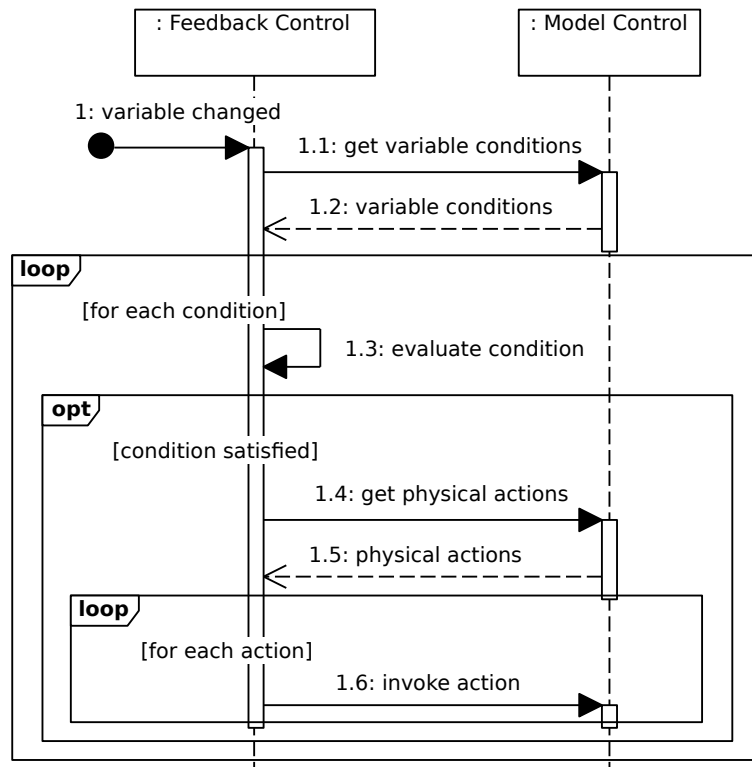 : Feedback Control
: Model Control
1: variable changed
1.1: get variable conditions
1.2: variable conditions
loop
[for each condition]
1.3: evaluate condition
opt
[condition satisfied]
1.4: get physical actions
1.5: physical actions
loop
[for each action]
1.6: invoke action